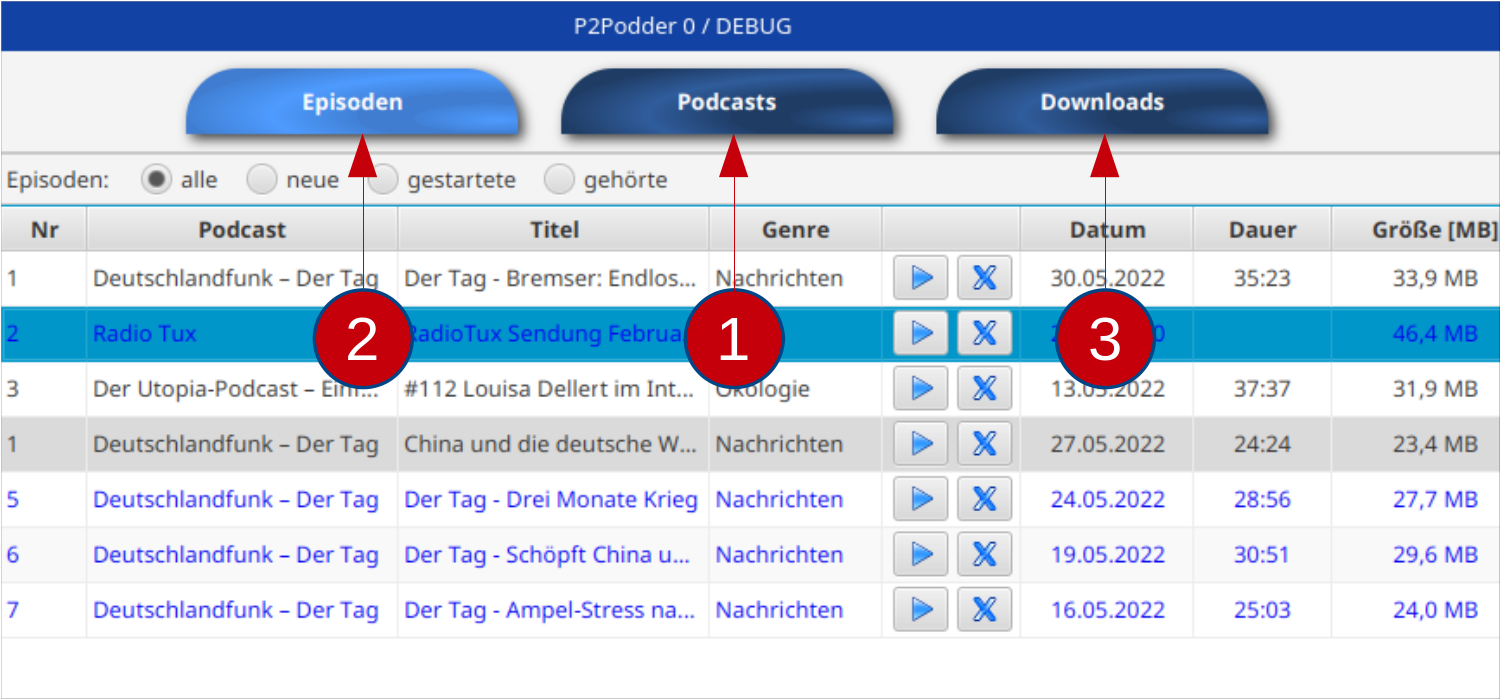 P2Podder 0 / DEBUG
Episoden Podcasts Downloads
Episoden: alle neue gestartete gehörte
Nr Podcast Titel Genre Datum Dauer Größe [MB]
1 Deutschlandfunk – Der Tag Der Tag - Bremser: Endlos... Nachrichten 30.05.2022 35:23 33,9 MB
2 Radio Tux RadioTux Sendung Februa 46,4 MB
2 1 3
3 Der Utopia-Podcast – Einf... #112 Louisa Dellert im Int... Ökologie 13.05.2022 37:37 31,9 MB
1 Deutschlandfunk – Der Tag China und die deutsche W... Nachrichten 27.05.2022 24:24 23,4 MB
5 Deutschlandfunk – Der Tag Der Tag - Drei Monate Krieg Nachrichten 24.05.2022 28:56 27,7 MB
6 Deutschlandfunk – Der Tag Der Tag - Schöpft China u... Nachrichten 19.05.2022 30:51 29,6 MB
7 Deutschlandfunk – Der Tag Der Tag - Ampel-Stress na... Nachrichten 16.05.2022 25:03 24,0 MB